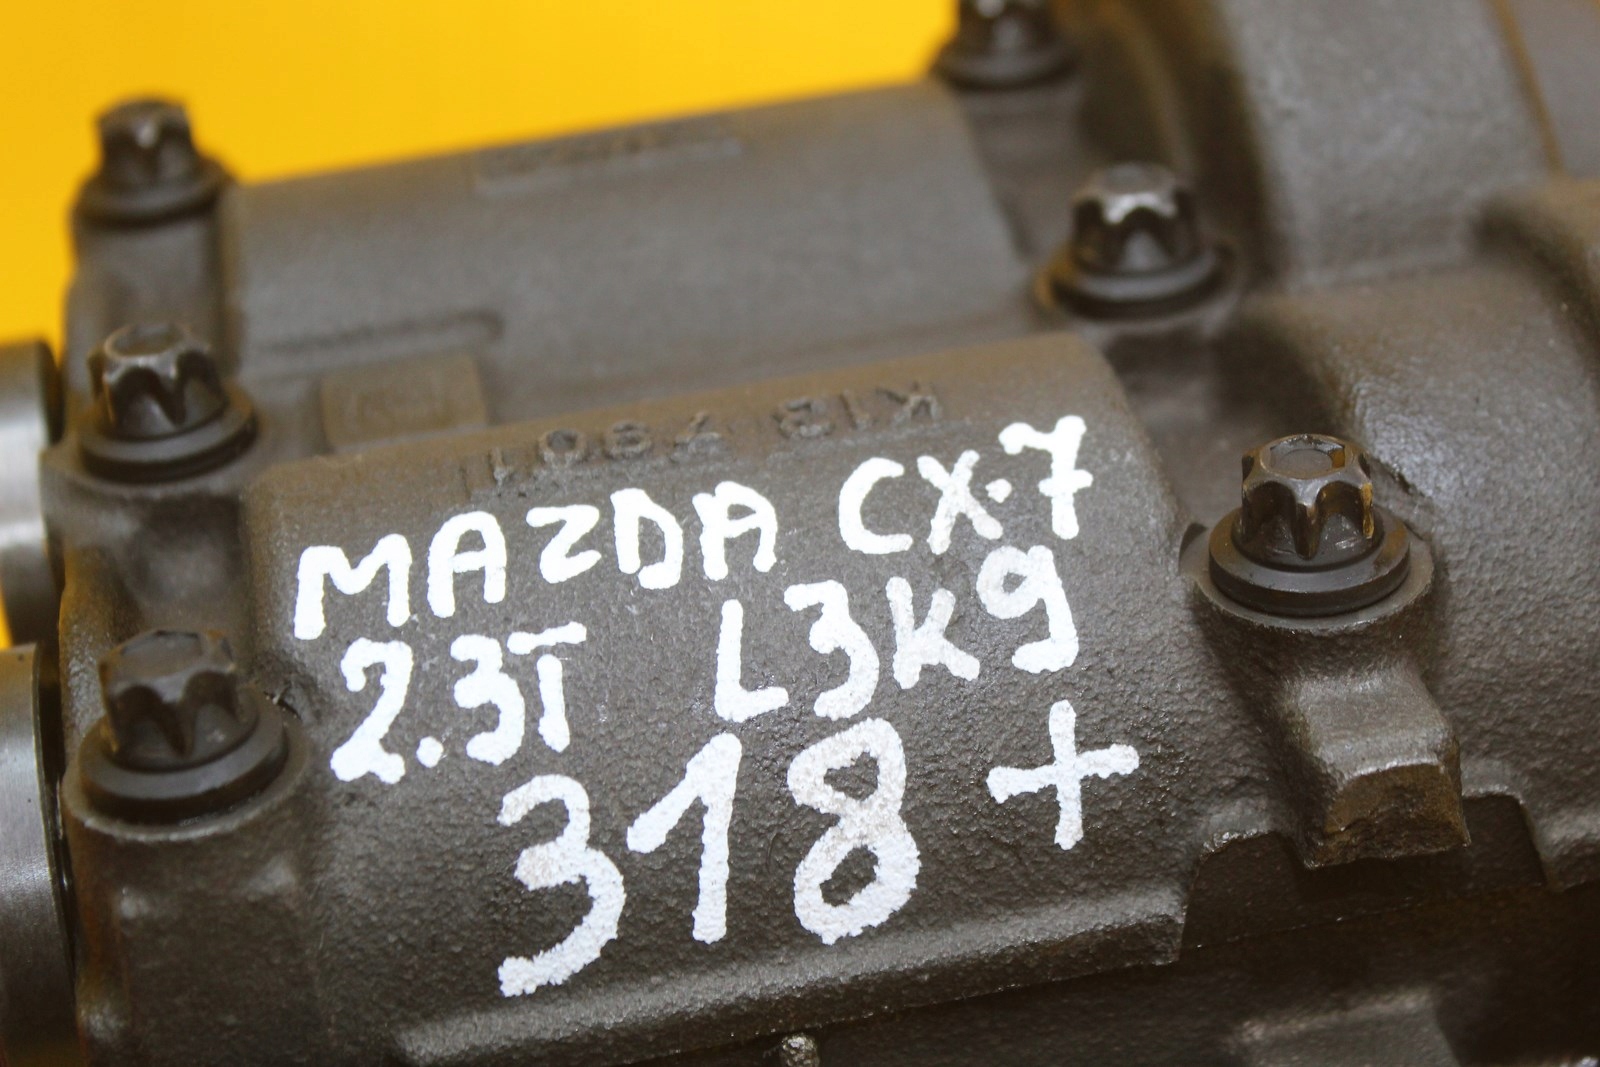 MAZDA CX-7
2.3T L3K9
318 +